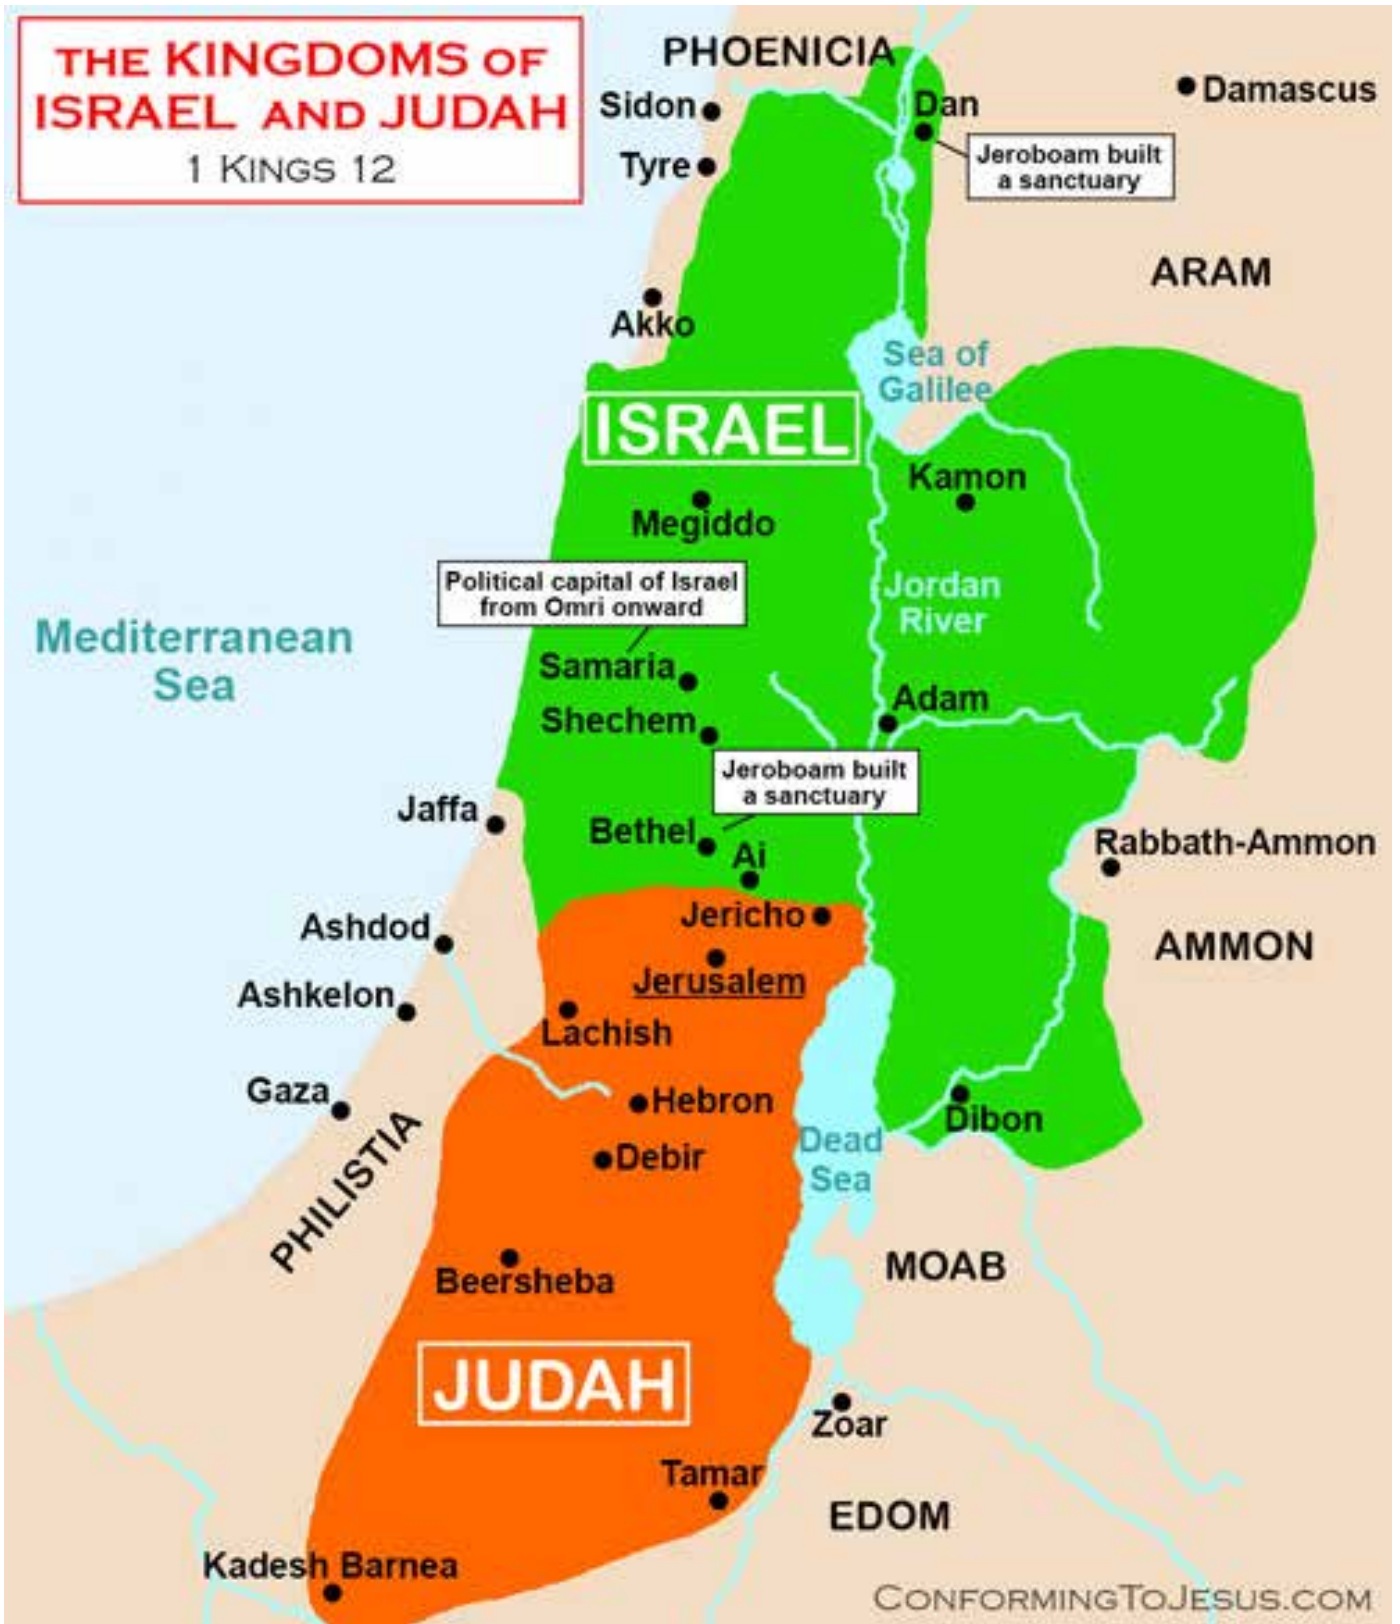 THE KINGDOMS OF
ISRAEL AND JUDAH
1 KINGS 12
PHOENICIA
Sidon
Dan
Damascus
Tyre
Jeroboam built
a sanctuary
ARAM
Akko
Sea of
Galilee
ISRAEL
Kamon
Megiddo
Political capital of Israel
from Omri onward
Jordan
River
Mediterranean
Sea
Samaria
Adam
Shechem
Jeroboam built
a sanctuary
Jaffa
Bethel
Ai
Rabbath-Ammon
Jericho
Ashdod
AMMON
Jerusalem
Ashkelon
Lachish
Gaza
Hebron
Dibon
Dead
Sea
Debir
PHILISTIA
MOAB
Beersheba
JUDAH
Zoar
Tamar
EDOM
Kadesh Barnea
CONFORMINGTOJESUS.COM